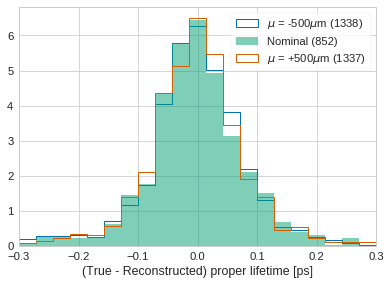 μ = -500μm (1338)
Nominal (852)
μ = +500μm (1337)
6
5
4
3
2
1
0
−0.3 −0.2 −0.1 0.0 0.1 0.2 0.3
(True - Reconstructed) proper lifetime [ps]